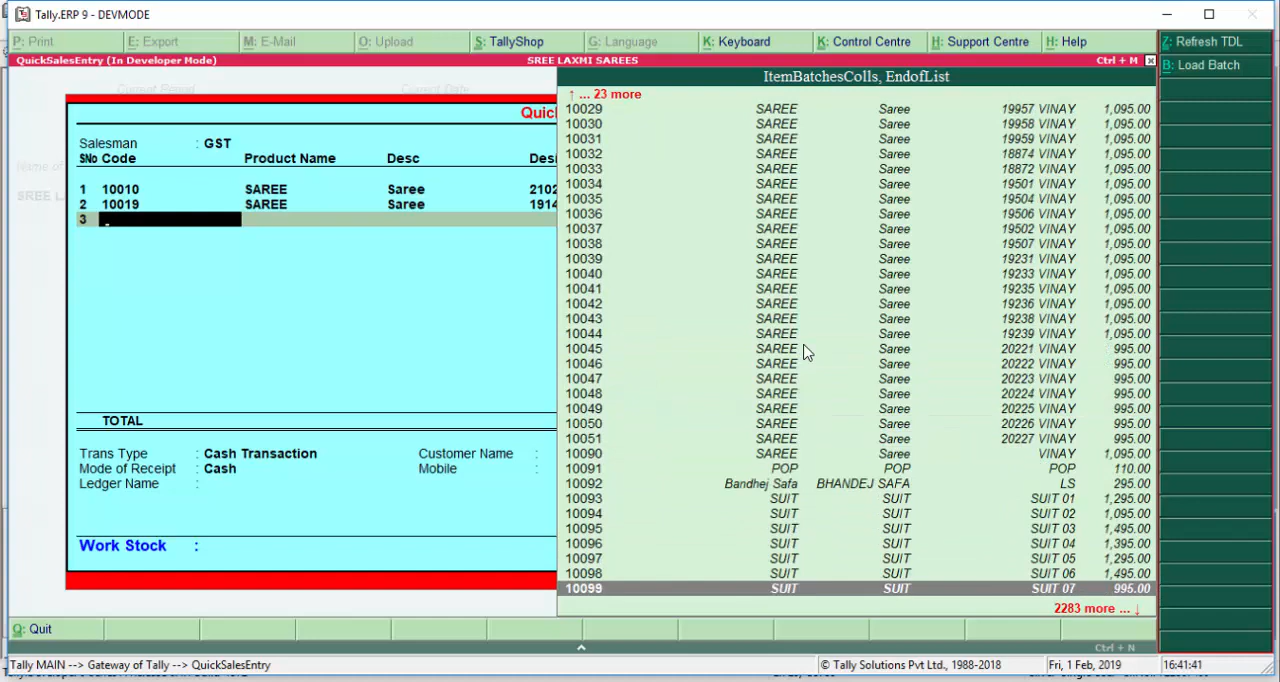 Tally.ERP 9 - DEVMODE
P: Print E: Export M: E-Mail O: Upload S: TallyShop G: Language K: Keyboard K: Control Centre H: Support Centre H: Help
QuickSalesEntry (In Developer Mode) SREE LAXMI SAREES Ctrl + M
Z: Refresh TDL
B: Load Batch
Current Period Current Date
Name of
SREE L
Quic
Salesman : GST
SNo Code Product Name Desc Desi
1 10010 SAREE Saree 2102
2 10019 SAREE Saree 1914
3
TOTAL
Trans Type : Cash Transaction Customer Name :
Mode of Receipt : Cash Mobile :
Ledger Name :
Work Stock :
ItemBatchesColls, EndofList
↑ ... 23 more
10029 SAREE Saree 19957 VINAY 1,095.00
10030 SAREE Saree 19958 VINAY 1,095.00
10031 SAREE Saree 19959 VINAY 1,095.00
10032 SAREE Saree 18874 VINAY 1,095.00
10033 SAREE Saree 18872 VINAY 1,095.00
10034 SAREE Saree 19501 VINAY 1,095.00
10035 SAREE Saree 19504 VINAY 1,095.00
10036 SAREE Saree 19506 VINAY 1,095.00
10037 SAREE Saree 19502 VINAY 1,095.00
10038 SAREE Saree 19507 VINAY 1,095.00
10039 SAREE Saree 19231 VINAY 1,095.00
10040 SAREE Saree 19233 VINAY 1,095.00
10041 SAREE Saree 19235 VINAY 1,095.00
10042 SAREE Saree 19236 VINAY 1,095.00
10043 SAREE Saree 19238 VINAY 1,095.00
10044 SAREE Saree 19239 VINAY 1,095.00
10045 SAREE Saree 20221 VINAY 995.00
10046 SAREE Saree 20222 VINAY 995.00
10047 SAREE Saree 20223 VINAY 995.00
10048 SAREE Saree 20224 VINAY 995.00
10049 SAREE Saree 20225 VINAY 995.00
10050 SAREE Saree 20226 VINAY 995.00
10051 SAREE Saree 20227 VINAY 995.00
10090 SAREE Saree VINAY 1,095.00
10091 POP POP POP 110.00
10092 Bandhej Safa BHANDEJ SAFA LS 295.00
10093 SUIT SUIT SUIT 01 1,295.00
10094 SUIT SUIT SUIT 02 1,095.00
10095 SUIT SUIT SUIT 03 1,495.00
10096 SUIT SUIT SUIT 04 1,395.00
10097 SUIT SUIT SUIT 05 1,295.00
10098 SUIT SUIT SUIT 06 1,495.00
10099 SUIT SUIT SUIT 07 995.00
2283 more ... ↓
Q: Quit
Ctrl + N
Tally MAIN --> Gateway of Tally --> QuickSalesEntry © Tally Solutions Pvt Ltd., 1988-2018 Fri, 1 Feb, 2019 16:41:41